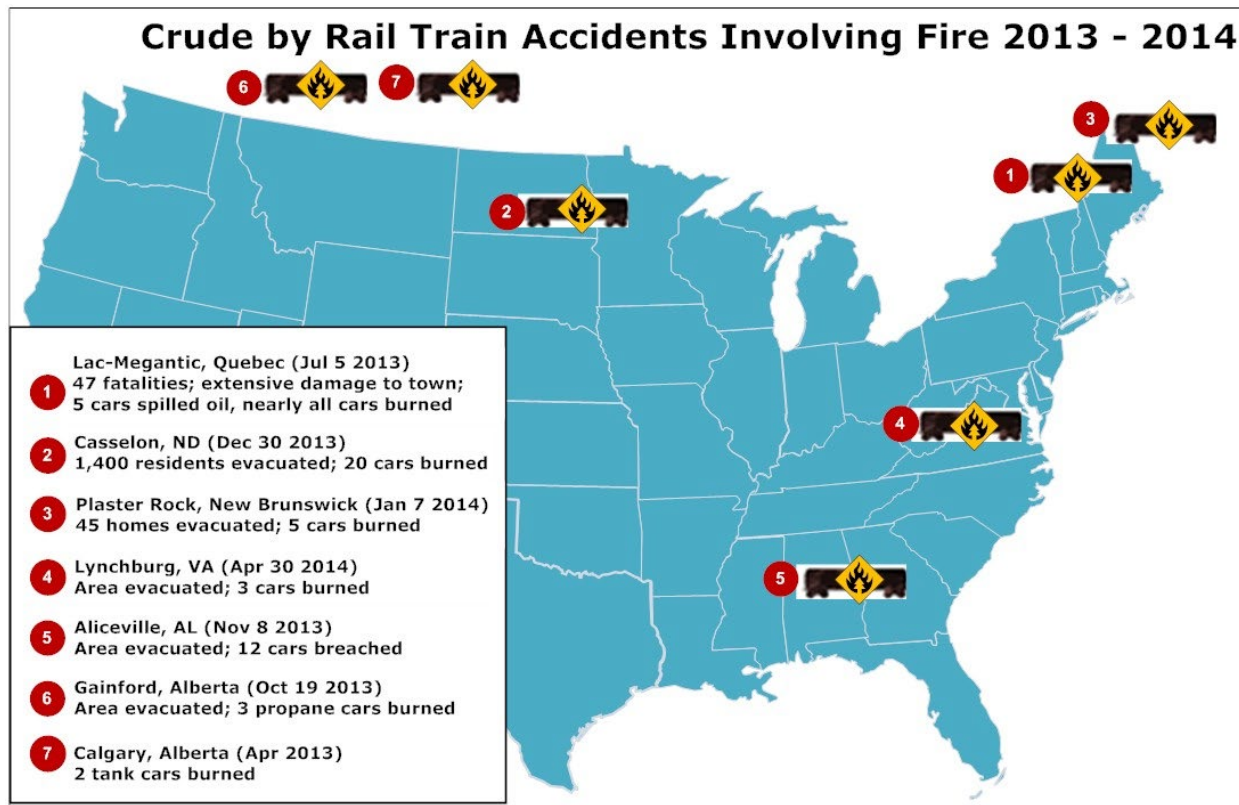 Crude by Rail Train Accidents Involving Fire 2013 - 2014
6
7
3
1
2
4
5
1
Lac-Megantic, Quebec (Jul 5 2013)
47 fatalities; extensive damage to town;
5 cars spilled oil, nearly all cars burned
2
Casselon, ND (Dec 30 2013)
1,400 residents evacuated; 20 cars burned
3
Plaster Rock, New Brunswick (Jan 7 2014)
45 homes evacuated; 5 cars burned
4
Lynchburg, VA (Apr 30 2014)
Area evacuated; 3 cars burned
5
Aliceville, AL (Nov 8 2013)
Area evacuated; 12 cars breached
6
Gainford, Alberta (Oct 19 2013)
Area evacuated; 3 propane cars burned
7
Calgary, Alberta (Apr 2013)
2 tank cars burned